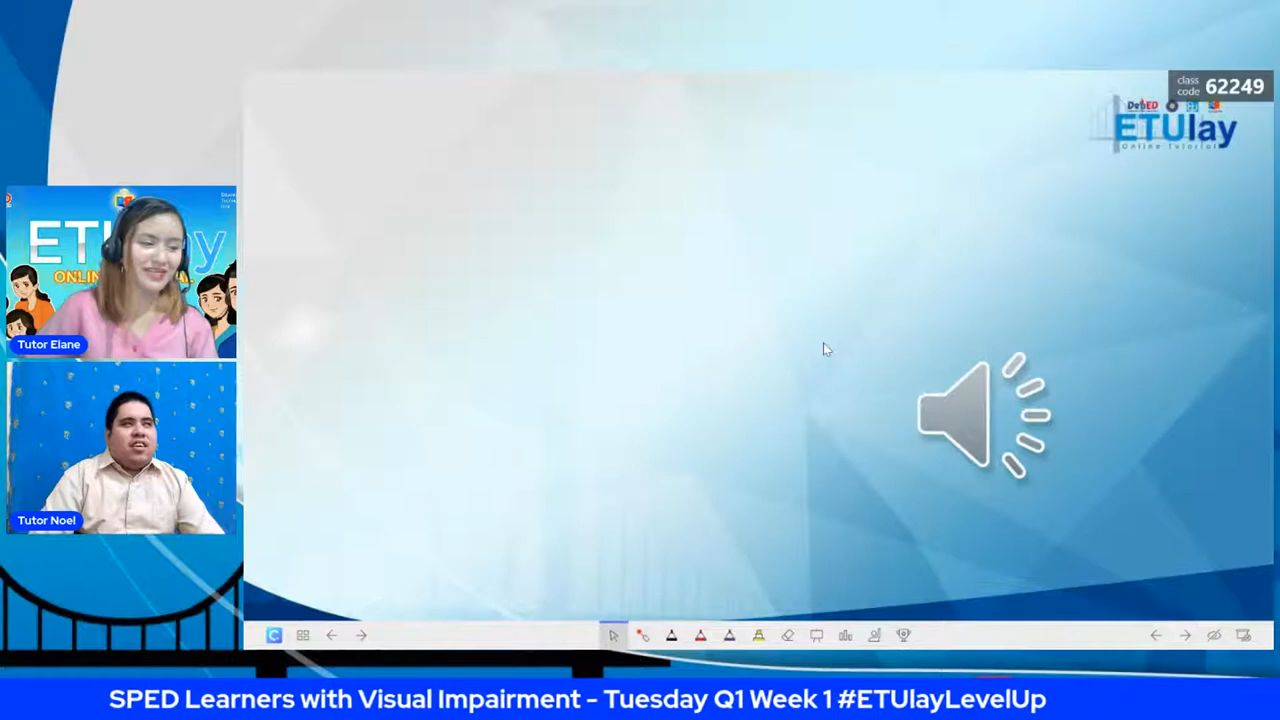 class
code 62249
DepED
ETUlay
Online Tutorial
ETUlay
ONLIN
Tutor Elane
Tutor Noel
SPED Learners with Visual Impairment - Tuesday Q1 Week 1 #ETUlayLevelUp